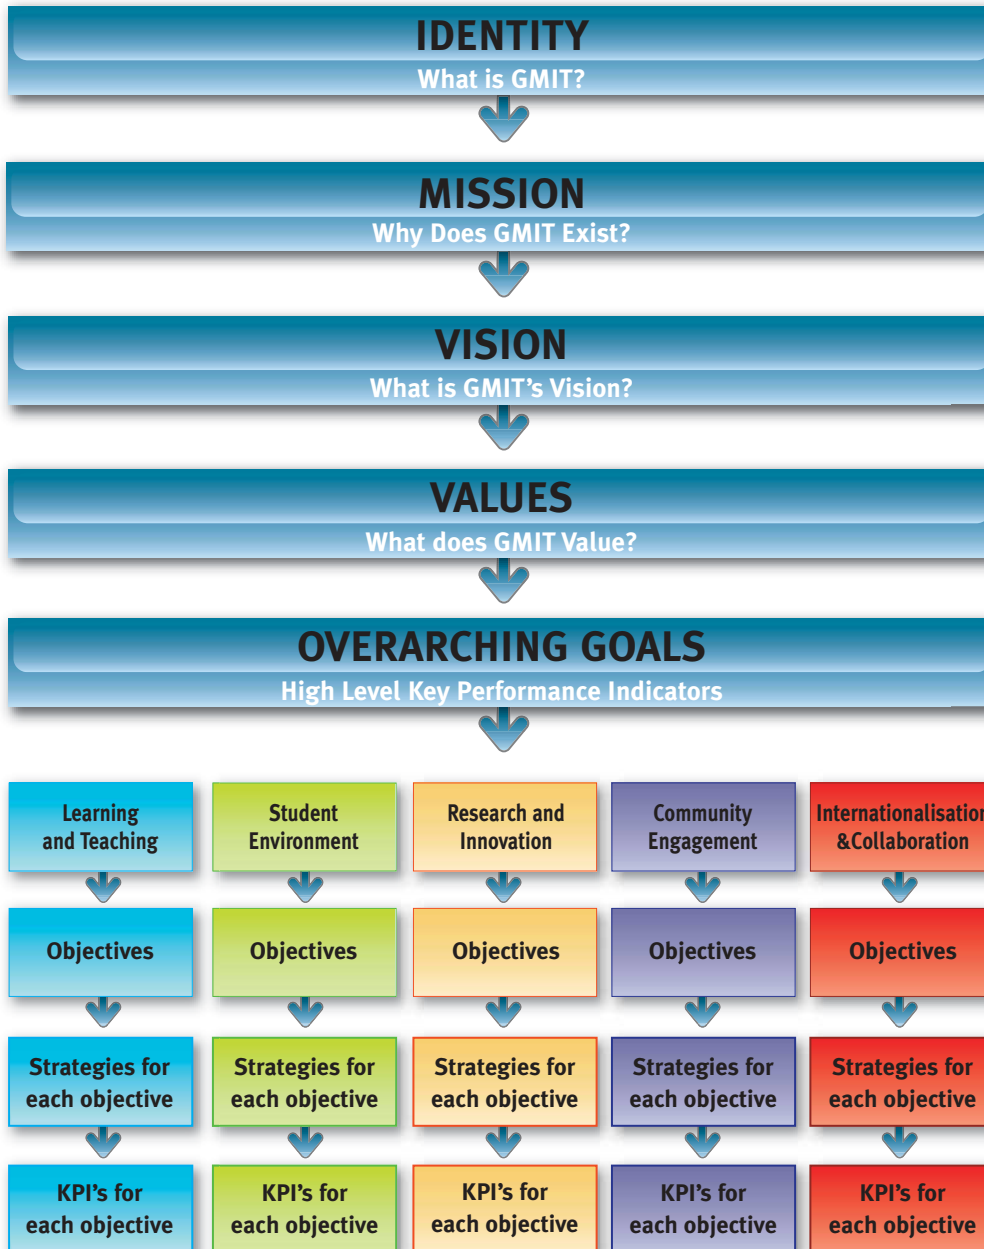 IDENTITY
What is GMIT?
MISSION
Why Does GMIT Exist?
VISION
What is GMIT's Vision?
VALUES
What does GMIT Value?
OVERARCHING GOALS
High Level Key Performance Indicators
Learning
and Teaching
Student
Environment
Research and
Innovation
Community
Engagement
Internationalisation
&Collaboration
Objectives
Objectives
Objectives
Objectives
Objectives
Strategies for
each objective
Strategies for
each objective
Strategies for
each objective
Strategies for
each objective
Strategies for
each objective
KPI's for
each objective
KPI's for
each objective
KPI's for
each objective
KPI's for
each objective
KPI's for
each objective